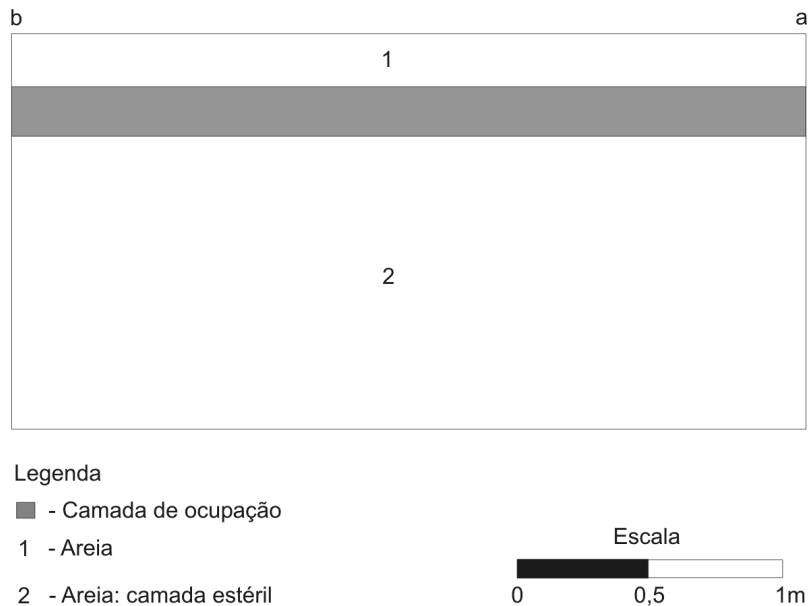 b a
1
2
Legenda
- Camada de ocupação
1 - Areia
2 - Areia: camada estéril
Escala
0 0,5 1m